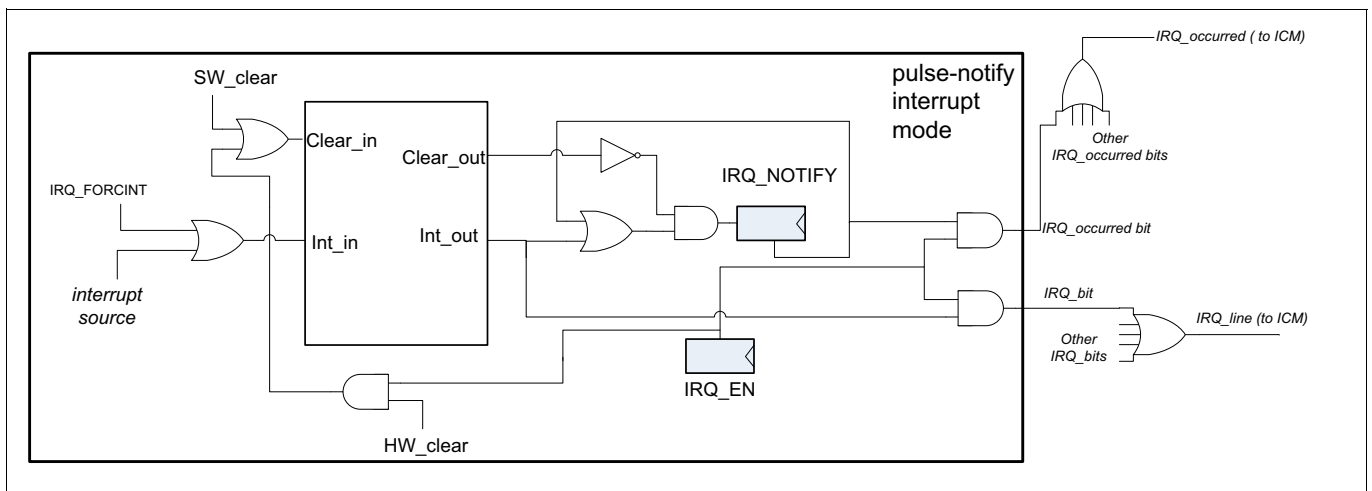 IRQ_occurred ( to ICM)
pulse-notify
interrupt
mode
SW_clear
Other
IRQ_occurred bits
Clear_in
Clear_out
IRQ_NOTIFY
IRQ_FORCINT
Int_in
Int_out
IRQ_occurred bit
interrupt
source
IRQ_bit
IRQ_line (to ICM)
Other
IRQ_bits
IRQ_EN
HW_clear